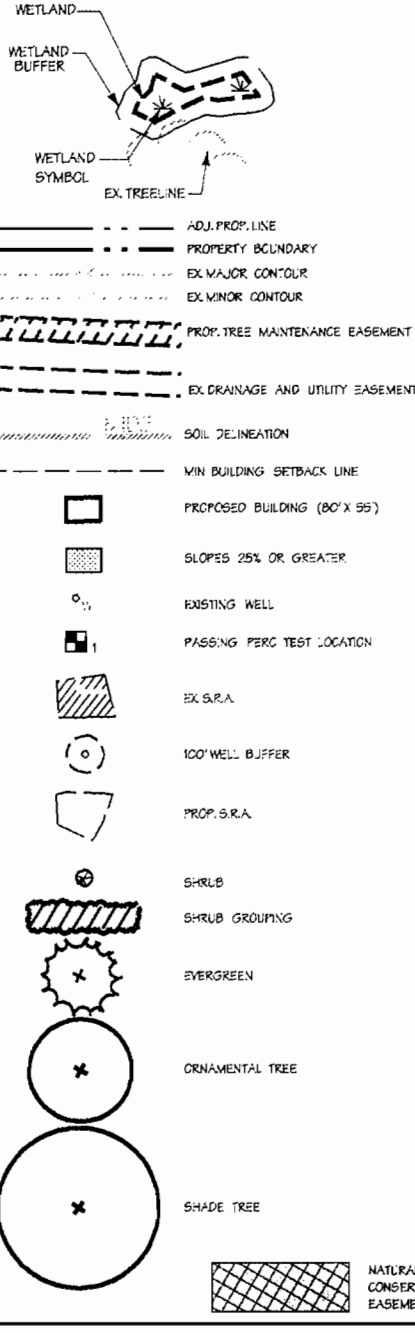 WETLAND
WETLAND
BUFFER
WETLAND
SYMBOL
EX. TREELINE
ADJ. PROP. LINE
PROPERTY BOUNDARY
EX. MAJOR CONTOUR
EX. MINOR CONTOUR
PROP. TREE MAINTENANCE EASEMENT
EX. DRAINAGE AND UTILITY EASEMENT
SOIL DELINEATION
MIN BUILDING SETBACK LINE
PROPOSED BUILDING (80' X 55')
SLOPES 25% OR GREATER
EXISTING WELL
1 PASSING PERC TEST LOCATION
EX S.R.A.
100' WELL BUFFER
PROP. S.R.A.
SHRUB
SHRUB GROUPING
EVERGREEN
ORNAMENTAL TREE
SHADE TREE
NATURA
CONSER
EASEME